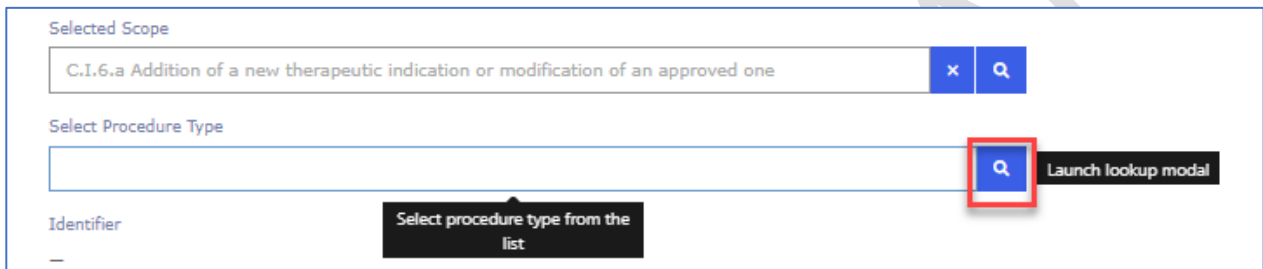 Selected Scope
C.I.6.a Addition of a new therapeutic indication or modification of an approved one
Select Procedure Type
Launch lookup modal
Select procedure type from the
list
Identifier
—